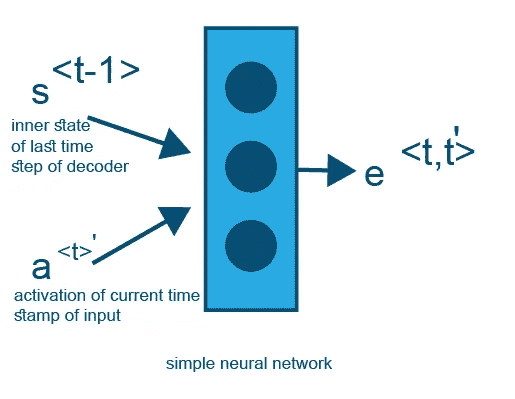 s<t-1>
inner state
of last time
step of decoder
e <t,t'>
a<t>'
activation of current time
stamp of input
simple neural network